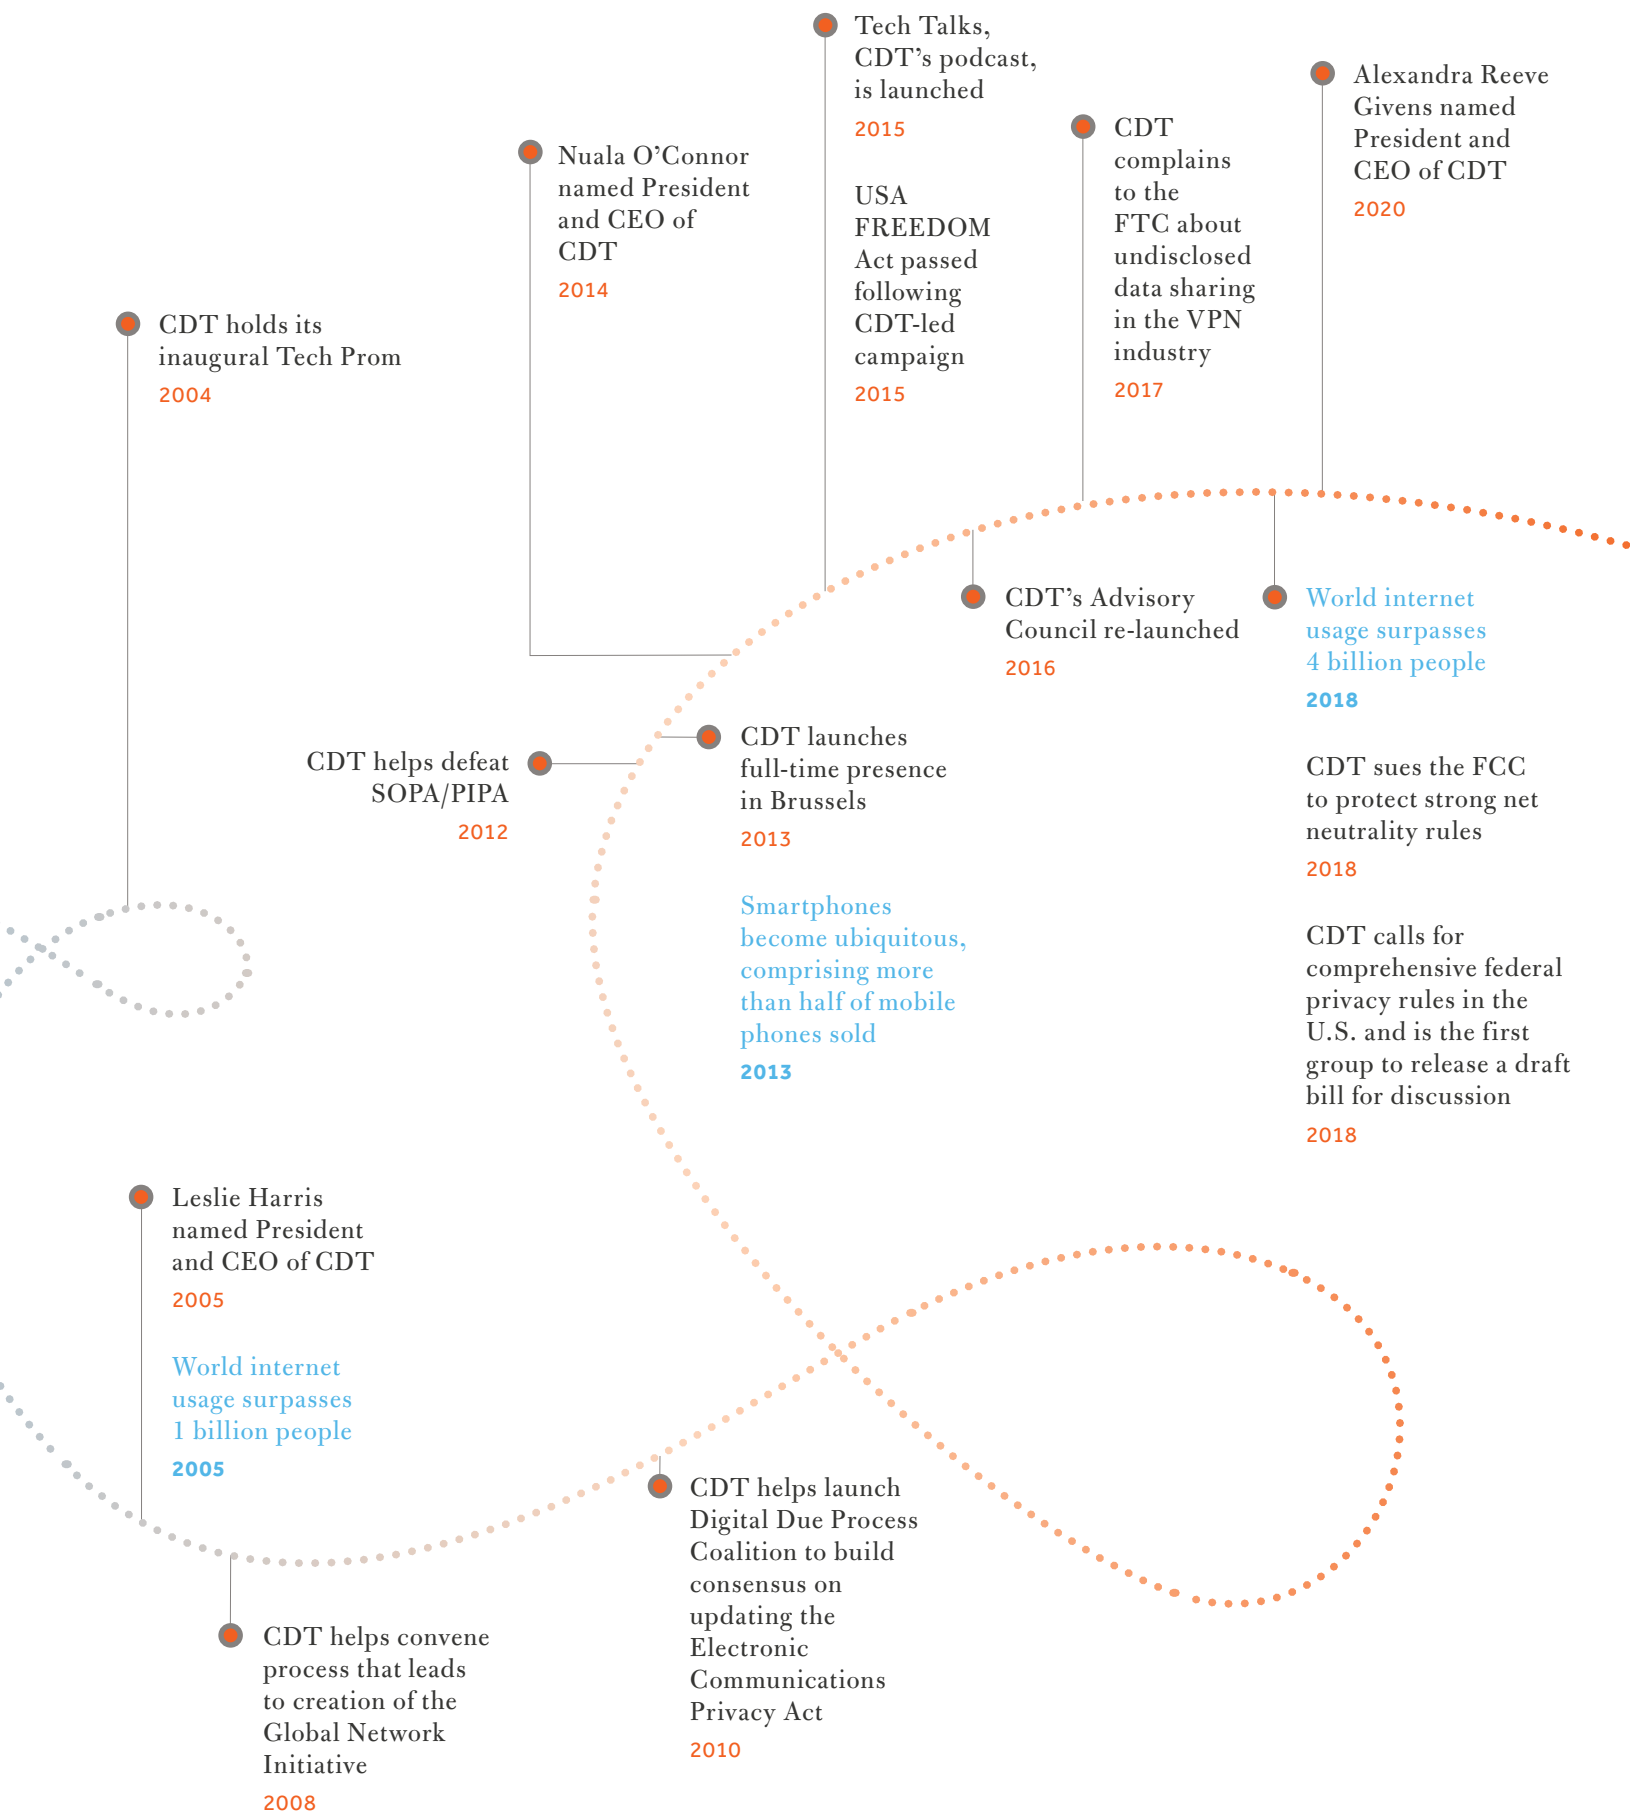 Tech Talks,
CDT’s podcast,
is launched
2015
USA
FREEDOM
Act passed
following
CDT-led
campaign
2015
Alexandra Reeve
Givens named
President and
CEO of CDT
2020
CDT
complains
to the
FTC about
undisclosed
data sharing
in the VPN
industry
2017
Nuala O’Connor
named President
and CEO of
CDT
2014
CDT holds its
inaugural Tech Prom
2004
CDT’s Advisory
Council re-launched
2016
World internet
usage surpasses
4 billion people
2018
CDT sues the FCC
to protect strong net
neutrality rules
2018
CDT calls for
comprehensive federal
privacy rules in the
U.S. and is the first
group to release a draft
bill for discussion
2018
CDT helps defeat
SOPA/PIPA
2012
CDT launches
full-time presence
in Brussels
2013
Smartphones
become ubiquitous,
comprising more
than half of mobile
phones sold
2013
Leslie Harris
named President
and CEO of CDT
2005
World internet
usage surpasses
1 billion people
2005
CDT helps launch
Digital Due Process
Coalition to build
consensus on
updating the
Electronic
Communications
Privacy Act
2010
CDT helps convene
process that leads
to creation of the
Global Network
Initiative
2008